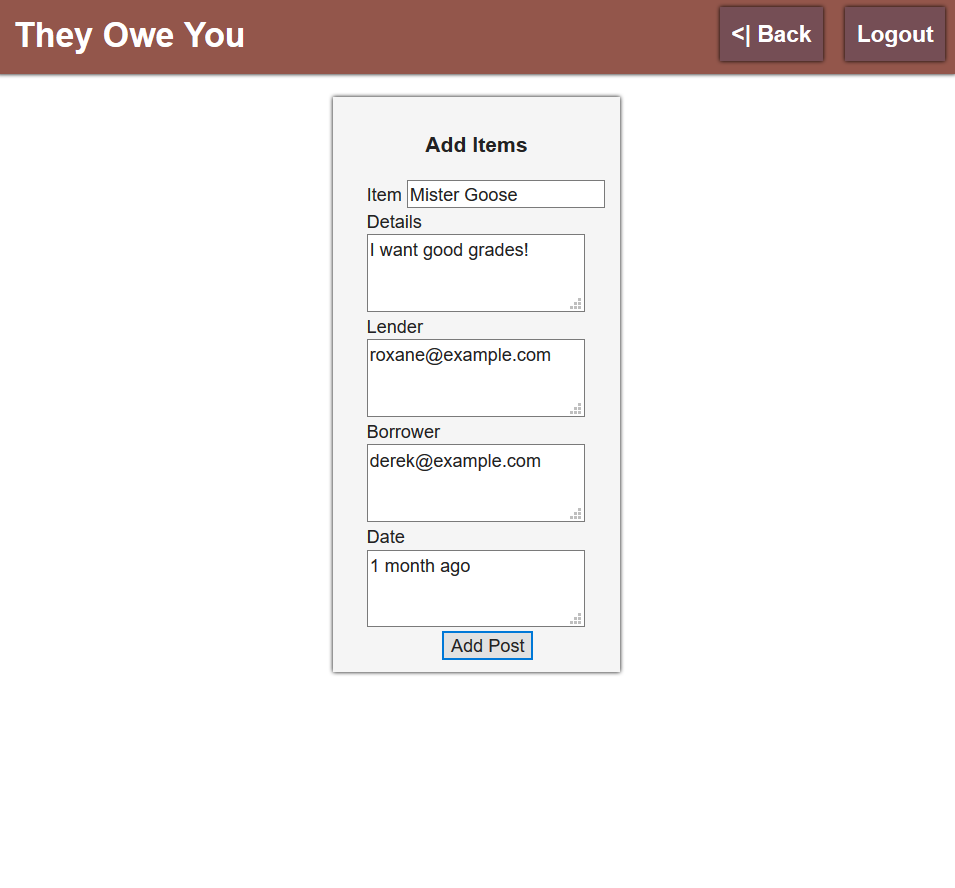 They Owe You
<| Back
Logout
Add Items
Item Mister Goose
Details
I want good grades!
Lender
roxane@example.com
Borrower
derek@example.com
Date
1 month ago
Add Post